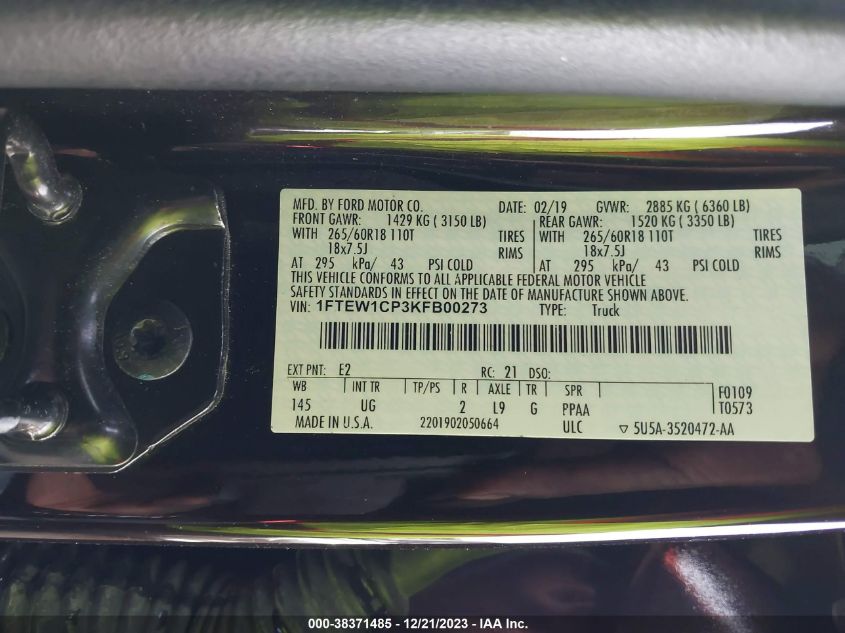 MFD. BY FORD MOTOR CO. DATE: 02/19 GVWR: 2885 KG ( 6360 LB)
FRONT GAWR: 1429 KG ( 3150 LB) REAR GAWR: 1520 KG ( 3350 LB)
WITH 265/60R18 110T TIRES WITH 265/60R18 110T TIRES
18x7.5J RIMS 18x7.5J RIMS
AT 295 kPa/ 43 PSI COLD AT 295 kPa/ 43 PSI COLD
THIS VEHICLE CONFORMS TO ALL APPLICABLE FEDERAL MOTOR VEHICLE
SAFETY STANDARDS IN EFFECT ON THE DATE OF MANUFACTURE SHOWN ABOVE.
VIN: 1FTEW1CP3KFB00273 TYPE: Truck
EXT PNT: E2 RC: 21 DSO:
WB INT TR TP/PS R AXLE TR SPR F0109
145 UG 2 L9 G PPAA T0573
MADE IN U.S.A. 2201902050664 ULC ▽ 5U5A-3520472-AA
000-38371485 - 12/21/2023 - IAA Inc.